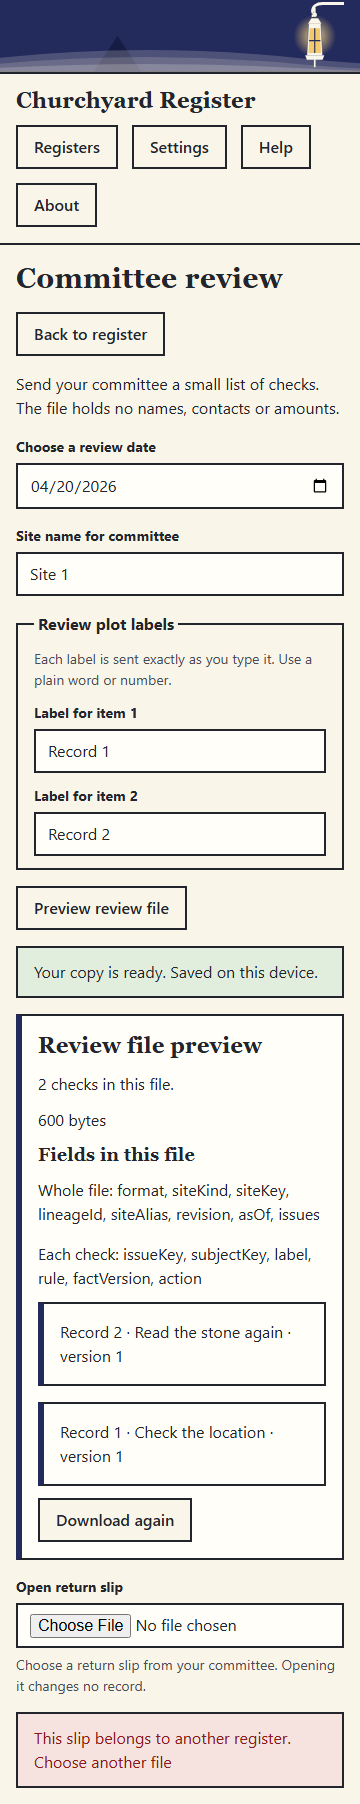 Churchyard Register
Registers
Settings
Help
About
Committee review
Back to register
Send your committee a small list of checks.
The file holds no names, contacts or amounts.
Choose a review date
04/20/2026
Site name for committee
Site 1
Review plot labels
Each label is sent exactly as you type it. Use a
plain word or number.
Label for item 1
Record 1
Label for item 2
Record 2
Preview review file
Your copy is ready. Saved on this device.
Review file preview
2 checks in this file.
600 bytes
Fields in this file
Whole file: format, siteKind, siteKey,
lineageId, siteAlias, revision, asOf, issues
Each check: issueKey, subjectKey, label,
rule, factVersion, action
Record 2 · Read the stone again ·
version 1
Record 1 · Check the location ·
version 1
Download again
Open return slip
Choose File No file chosen
Choose a return slip from your committee. Opening
it changes no record.
This slip belongs to another register.
Choose another file